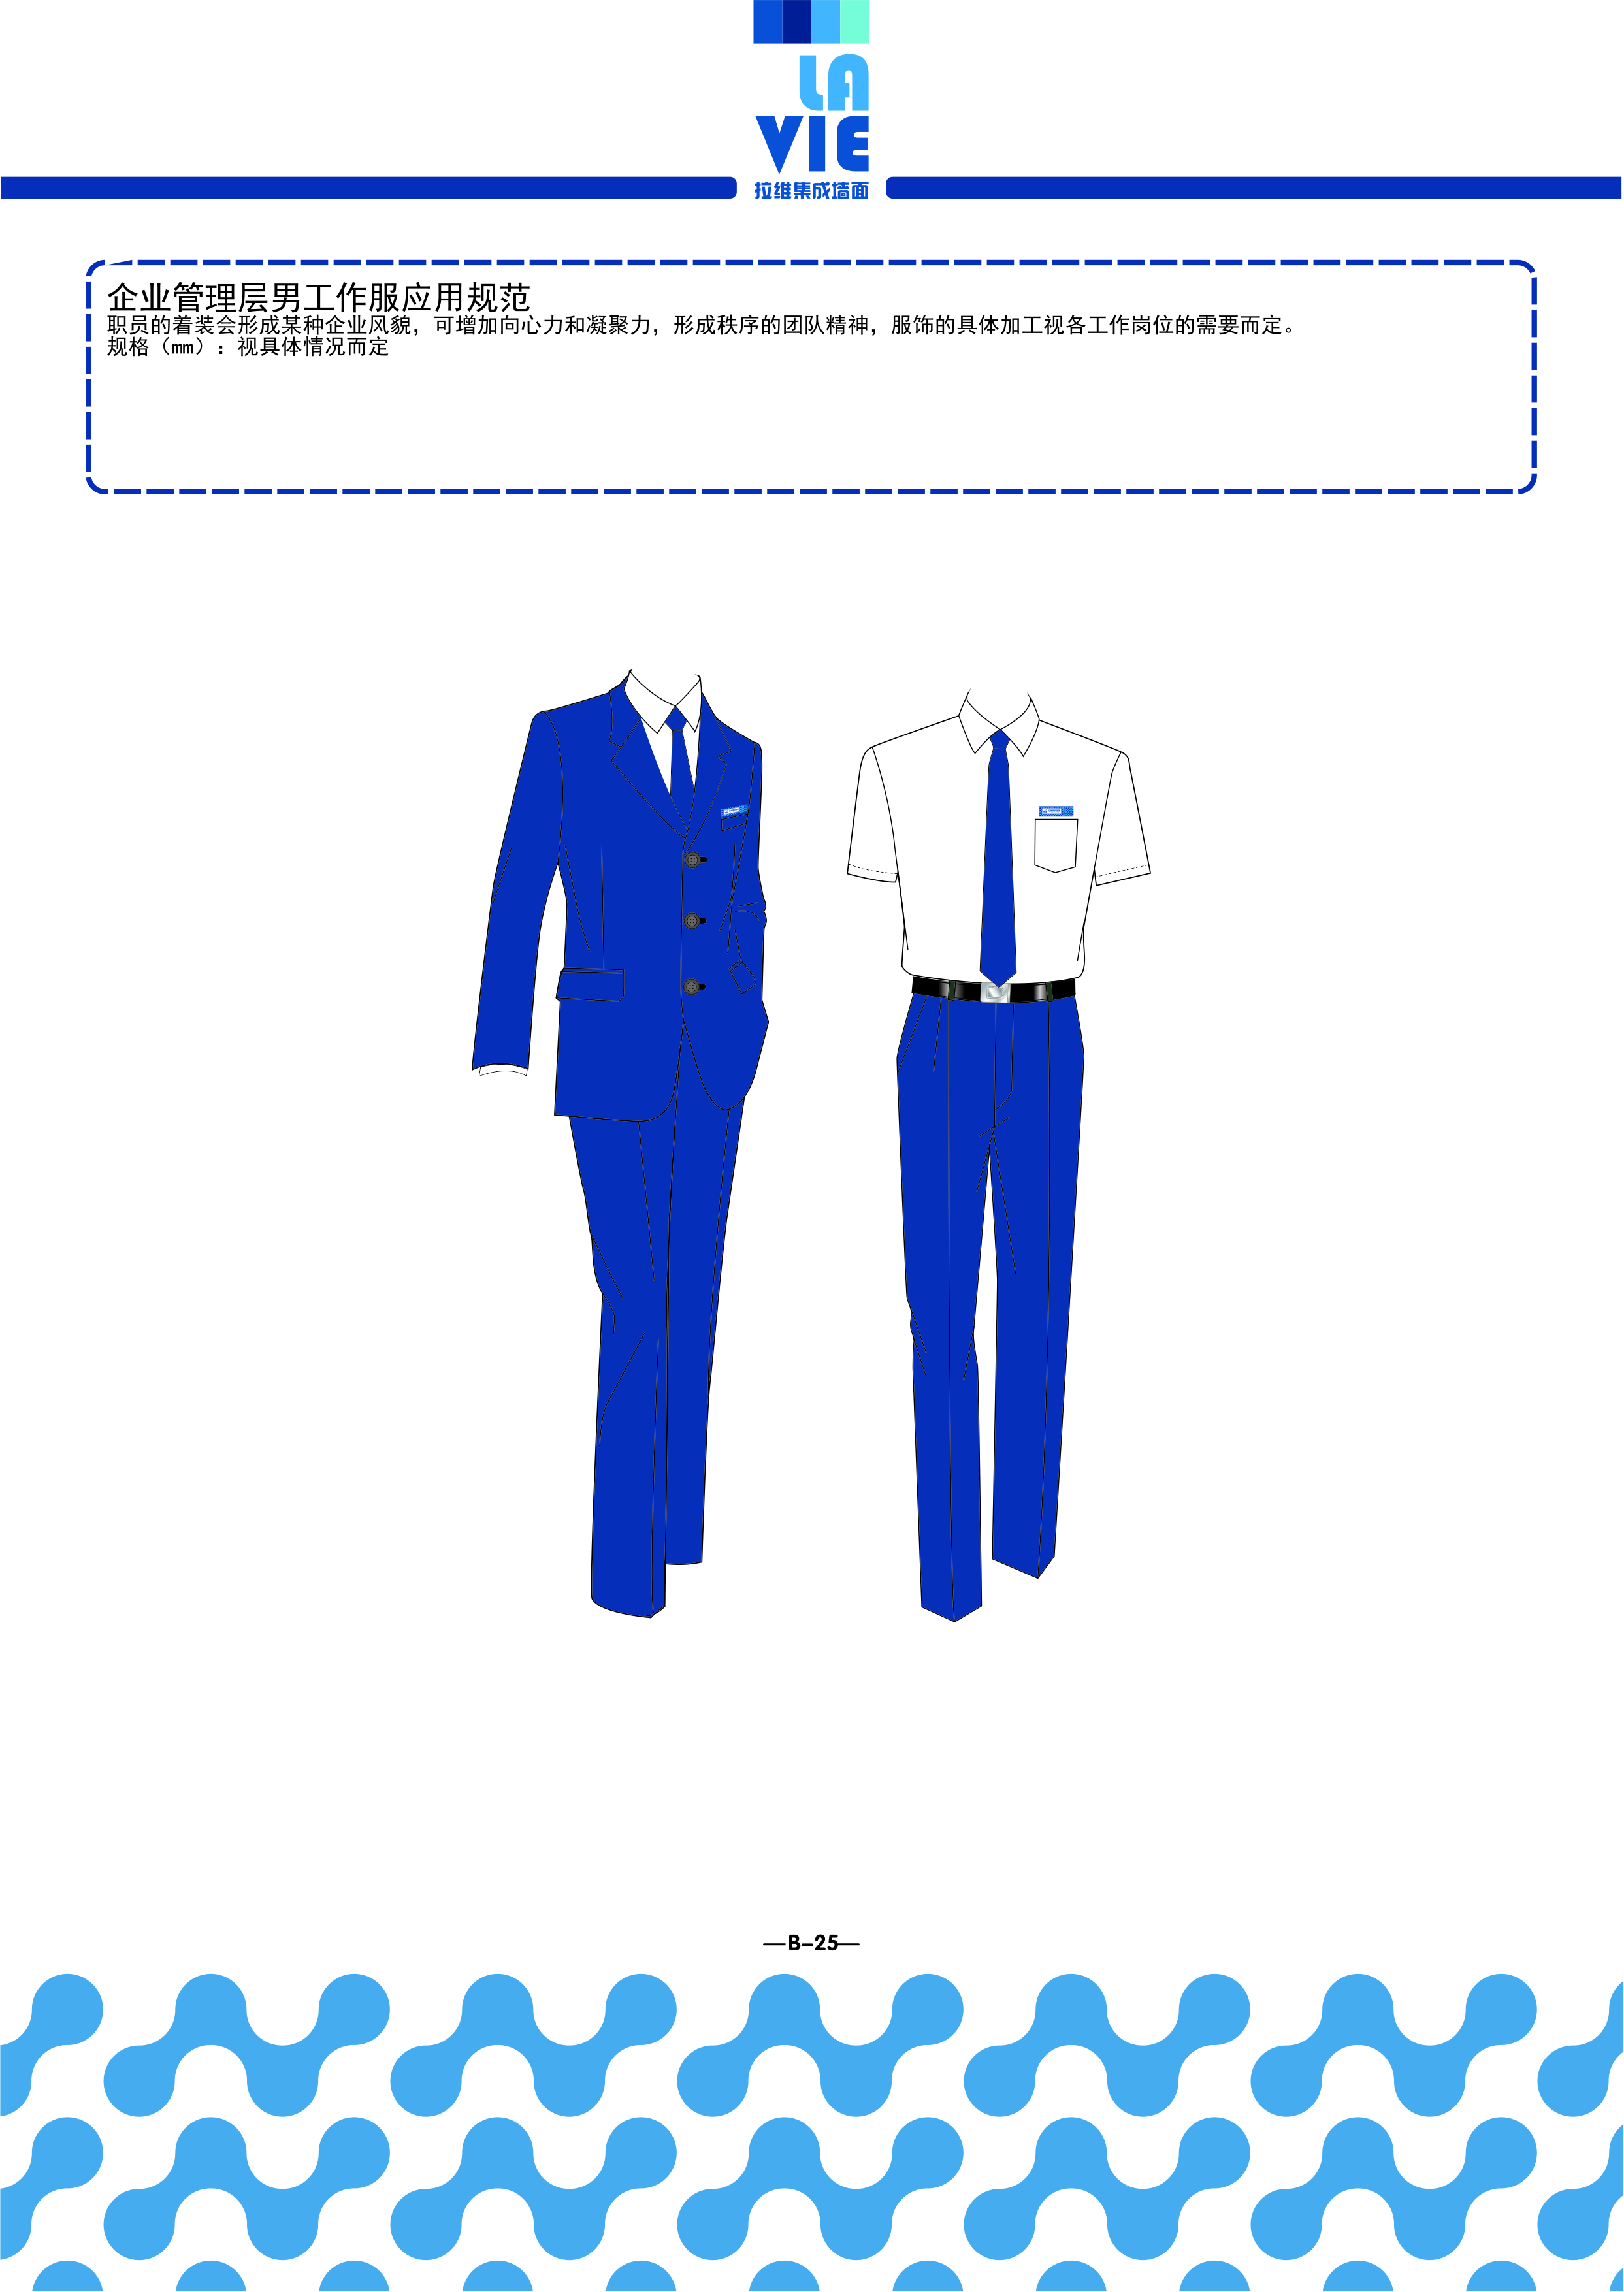 LA
VIE
拉维集成墙面
企业管理层男工作服应用规范
职员的着装会形成某种企业风貌，可增加向心力和凝聚力，形成秩序的团队精神，服饰的具体加工视各工作岗位的需要而定。
规格（mm）：视具体情况而定
—B-25—